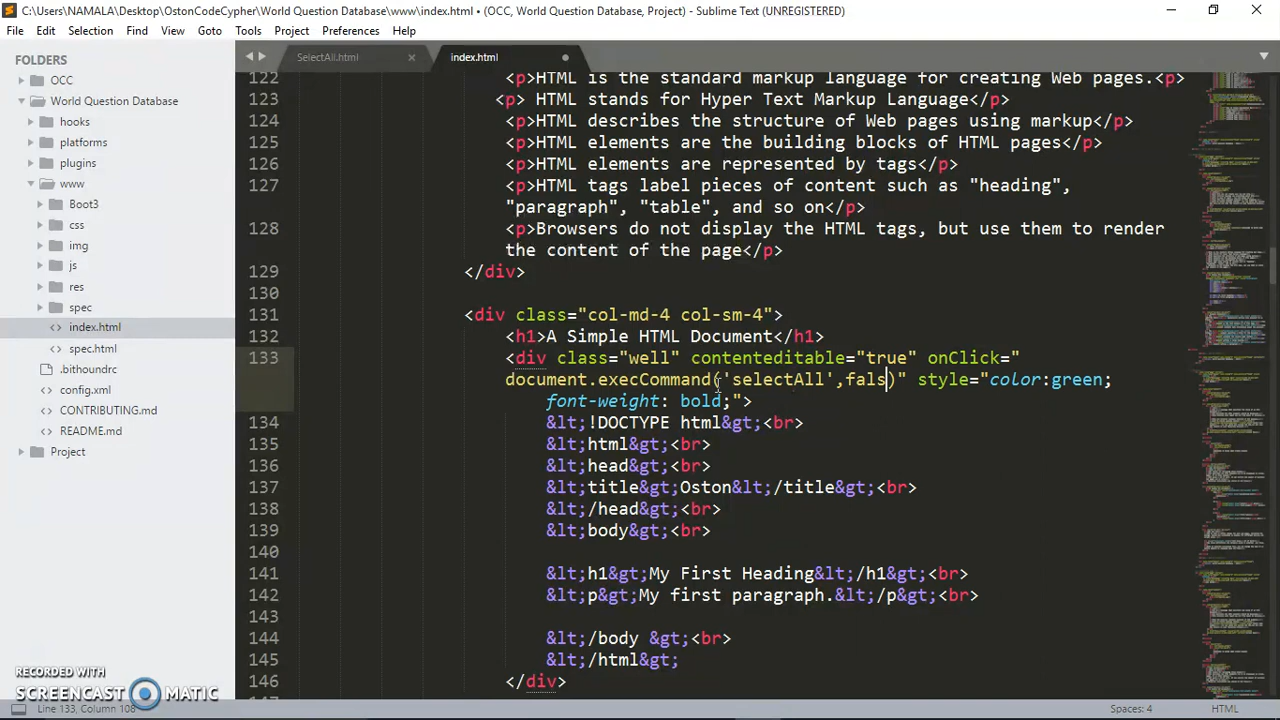 C:\Users\NAMALA\Desktop\OstonCodeCypher\World Question Database\www\index.html • (OCC, World Question Database, Project) - Sublime Text (UNREGISTERED)
File Edit Selection Find View Goto Tools Project Preferences Help
FOLDERS
OCC
World Question Database
hooks
platforms
plugins
www
Boot3
css
img
js
res
spec
index.html
spec.html
.bithoundrc
config.xml
CONTRIBUTING.md
README.md
Project
SelectAll.html × index.html
122 <p>HTML is the standard markup language for creating Web pages.<p>
123 <p> HTML stands for Hyper Text Markup Language</p>
124 <p>HTML describes the structure of Web pages using markup</p>
125 <p>HTML elements are the building blocks of HTML pages</p>
126 <p>HTML elements are represented by tags</p>
127 <p>HTML tags label pieces of content such as "heading",
"paragraph", "table", and so on</p>
128 <p>Browsers do not display the HTML tags, but use them to render
the content of the page</p>
129 </div>
130
131 <div class="col-md-4 col-sm-4">
132 <h1>A Simple HTML Document</h1>
133 <div class="well" contenteditable="true" onClick="
document.execCommand('selectAll',fals)" style="color:green;
font-weight: bold;">
134 &lt;!DOCTYPE html&gt;<br>
135 &lt;html&gt;<br>
136 &lt;head&gt;<br>
137 &lt;title&gt;Oston&lt;/title&gt;<br>
138 &lt;/head&gt;<br>
139 &lt;body&gt;<br>
140
141 &lt;h1&gt;My First Heading&lt;/h1&gt;<br>
142 &lt;p&gt;My first paragraph.&lt;/p&gt;<br>
143
144 &lt;/body &gt;<br>
145 &lt;/html&gt;
146 </div>
RECORDED WITH
SCREENCAST MATIC
Line 133, Column 108
Spaces: 4
HTML